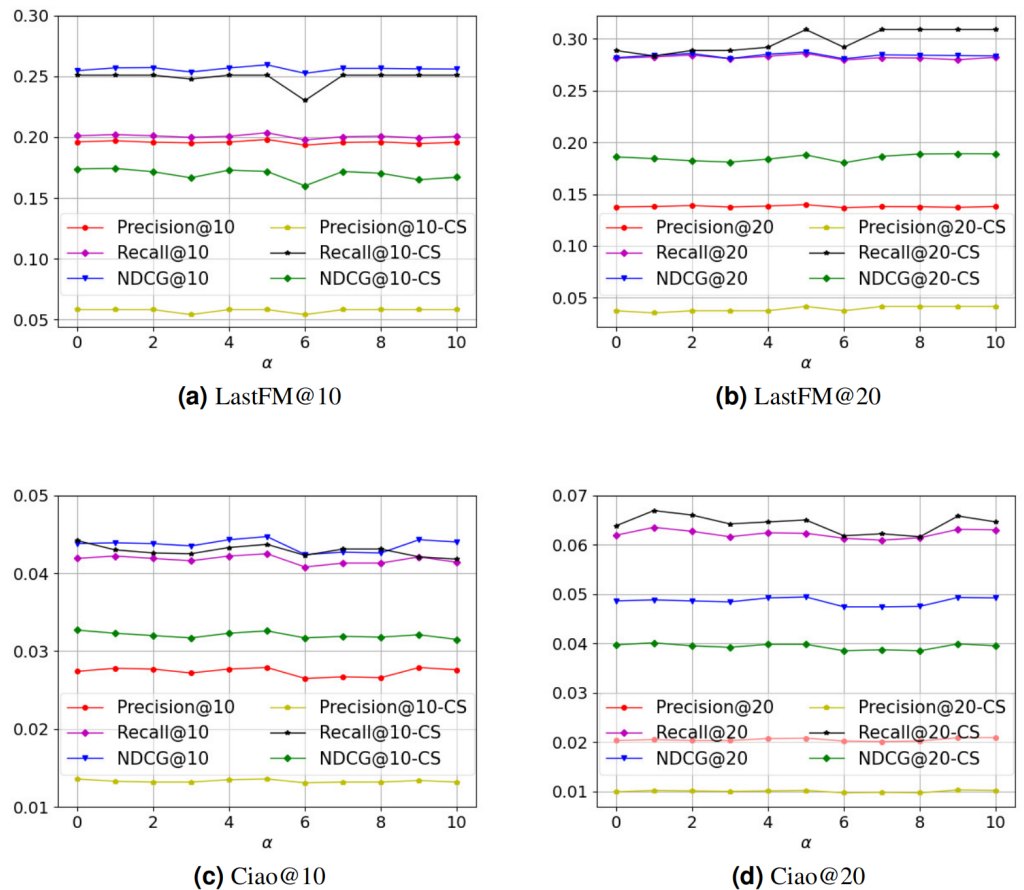 0.30
0.25
0.20
0.15
0.10
0.05
Precision@10 Precision@10-CS
Recall@10 Recall@10-CS
NDCG@10 NDCG@10-CS
0 2 4 6 8 10
α
(a) LastFM@10
0.30
0.25
0.20
0.15
0.10
0.05
Precision@20 Precision@20-CS
Recall@20 Recall@20-CS
NDCG@20 NDCG@20-CS
0 2 4 6 8 10
α
(b) LastFM@20
0.05
0.04
0.03
0.02
0.01
Precision@10 Precision@10-CS
Recall@10 Recall@10-CS
NDCG@10 NDCG@10-CS
0 2 4 6 8 10
α
(c) Ciao@10
0.07
0.06
0.05
0.04
0.03
0.02
0.01
Precision@20 Precision@20-CS
Recall@20 Recall@20-CS
NDCG@20 NDCG@20-CS
0 2 4 6 8 10
α
(d) Ciao@20